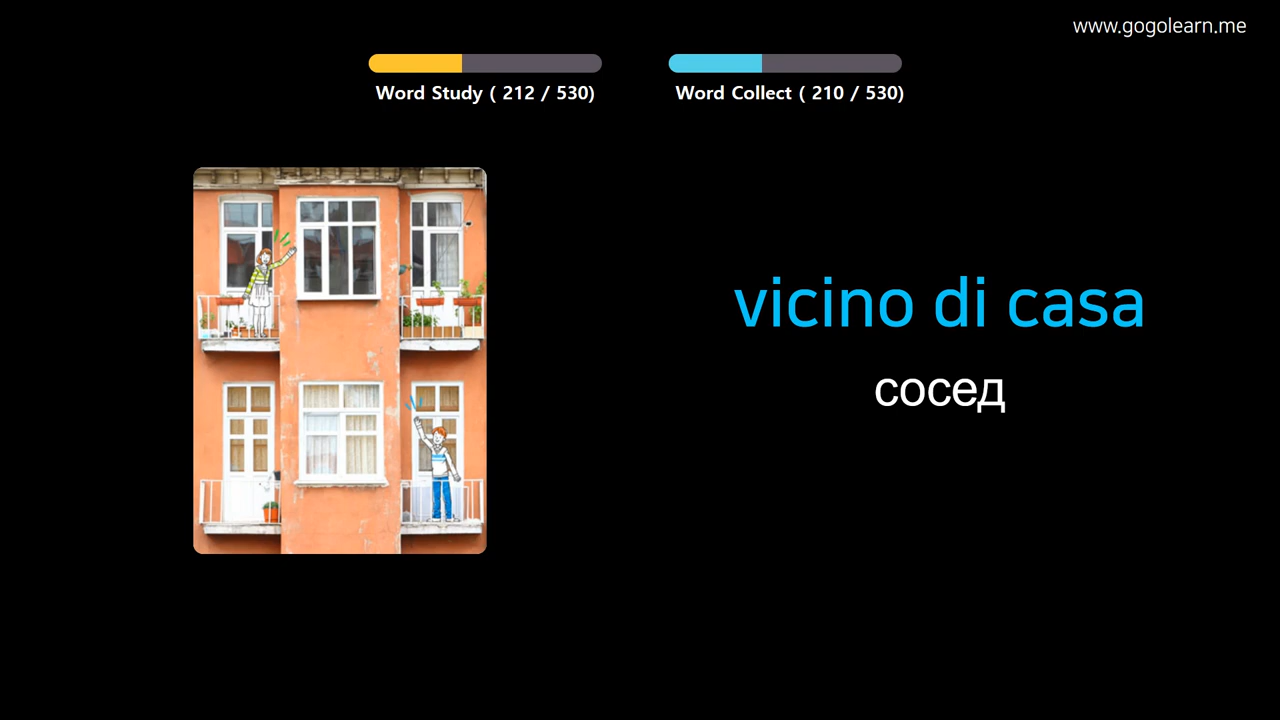 www.gogolearn.me
Word Study ( 212 / 530)
Word Collect ( 210 / 530)
vicino di casa
сосед